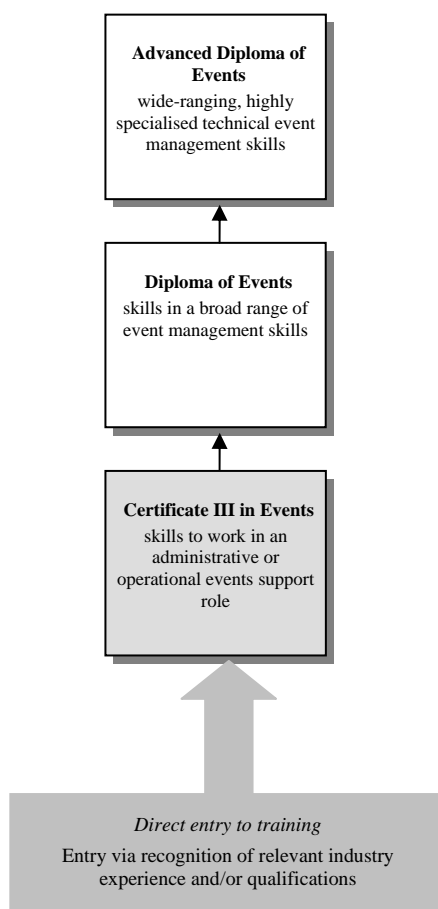 Advanced Diploma of
Events
wide-ranging, highly
specialised technical event
management skills
Diploma of Events
skills in a broad range of
event management skills
Certificate III in Events
skills to work in an
administrative or
operational events support
role
Direct entry to training
Entry via recognition of relevant industry
experience and/or qualifications